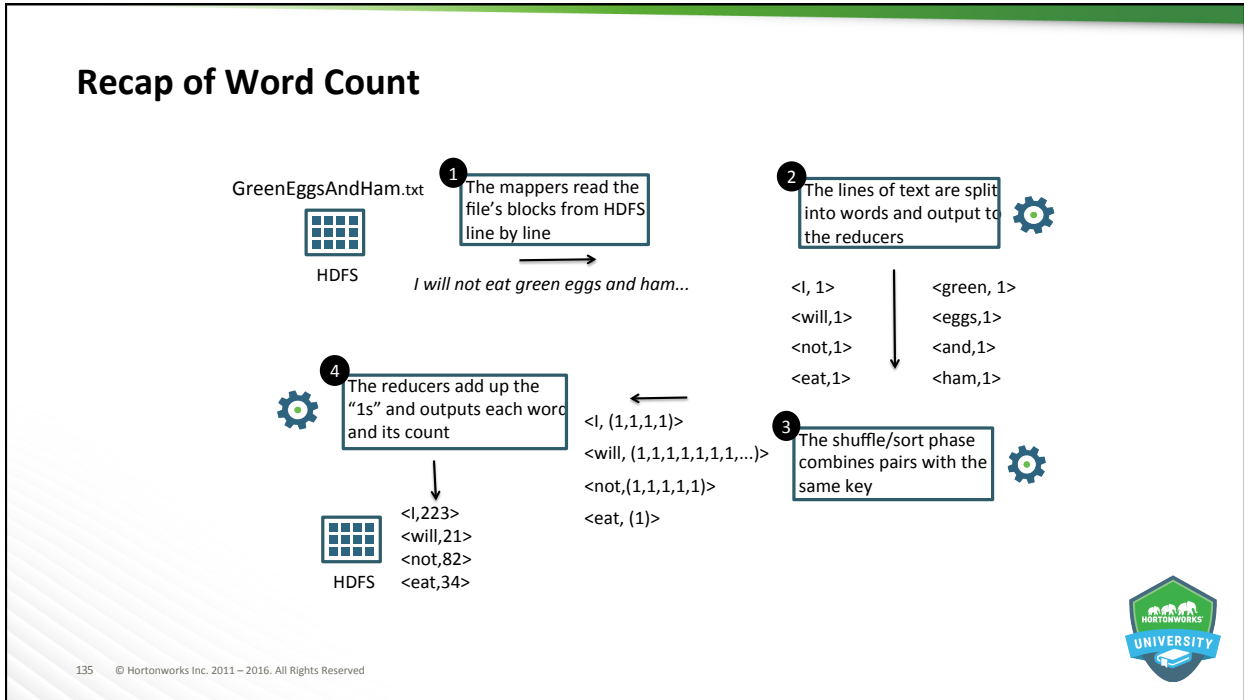 Recap of Word Count
GreenEggsAndHam.txt
HDFS
1
The mappers read the
file's blocks from HDFS
line by line
I will not eat green eggs and ham...
2
The lines of text are split
into words and output to
the reducers
<I, 1>
<will,1>
<not,1>
<eat,1>
<green, 1>
<eggs,1>
<and,1>
<ham,1>
3
The shuffle/sort phase
combines pairs with the
same key
<I, (1,1,1,1)>
<will, (1,1,1,1,1,1,1,...)>
<not,(1,1,1,1,1)>
<eat, (1)>
4
The reducers add up the
“1s” and outputs each word
and its count
<I,223>
<will,21>
<not,82>
<eat,34>
HDFS
HORTONWORKS
UNIVERSITY
135 © Hortonworks Inc. 2011 – 2016. All Rights Reserved